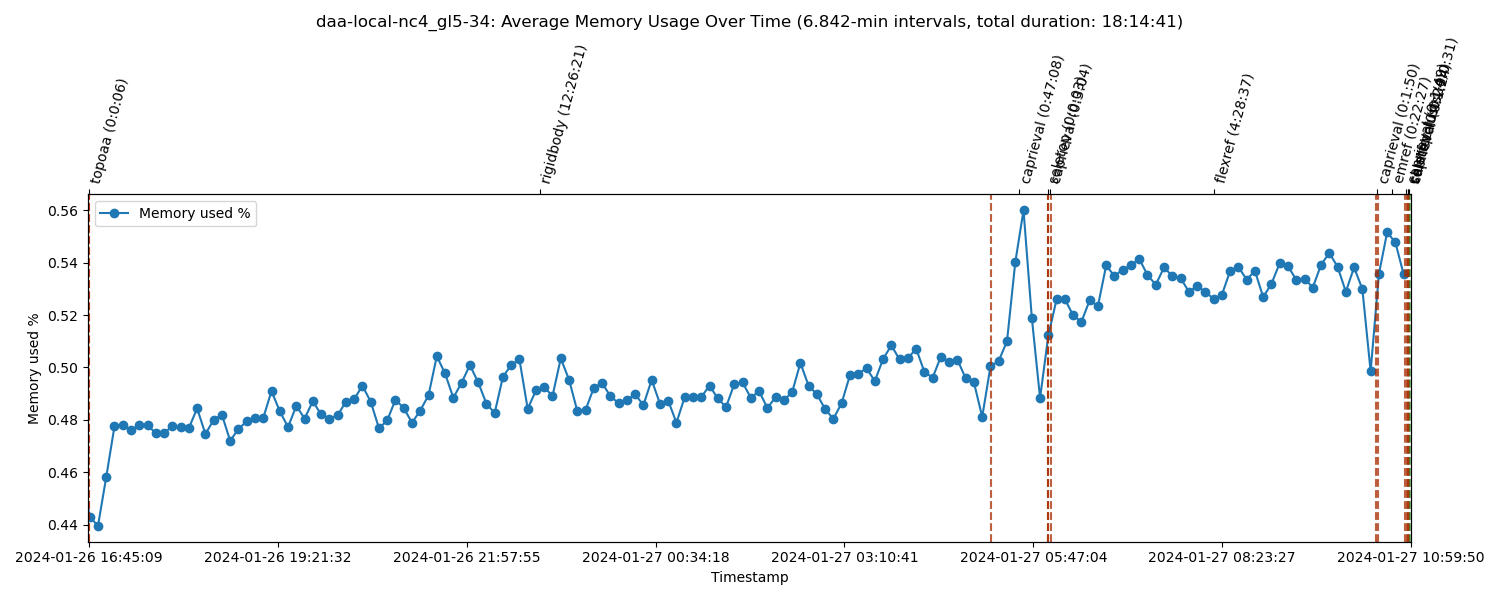 daa-local-nc4_gl5-34: Average Memory Usage Over Time (6.842-min intervals, total duration: 18:14:41)
topoaa (0:0:06)
rigidbody (12:26:21)
caprieval (0:47:08)
flexref (4:28:37)
caprieval (0:1:50)
emref (0:22:27)
Memory used %
0.56
0.54
0.52
0.50
0.48
0.46
0.44
Memory used %
2024-01-26 16:45:09
2024-01-26 19:21:32
2024-01-26 21:57:55
2024-01-27 00:34:18
2024-01-27 03:10:41
2024-01-27 05:47:04
2024-01-27 08:23:27
2024-01-27 10:59:50
Timestamp